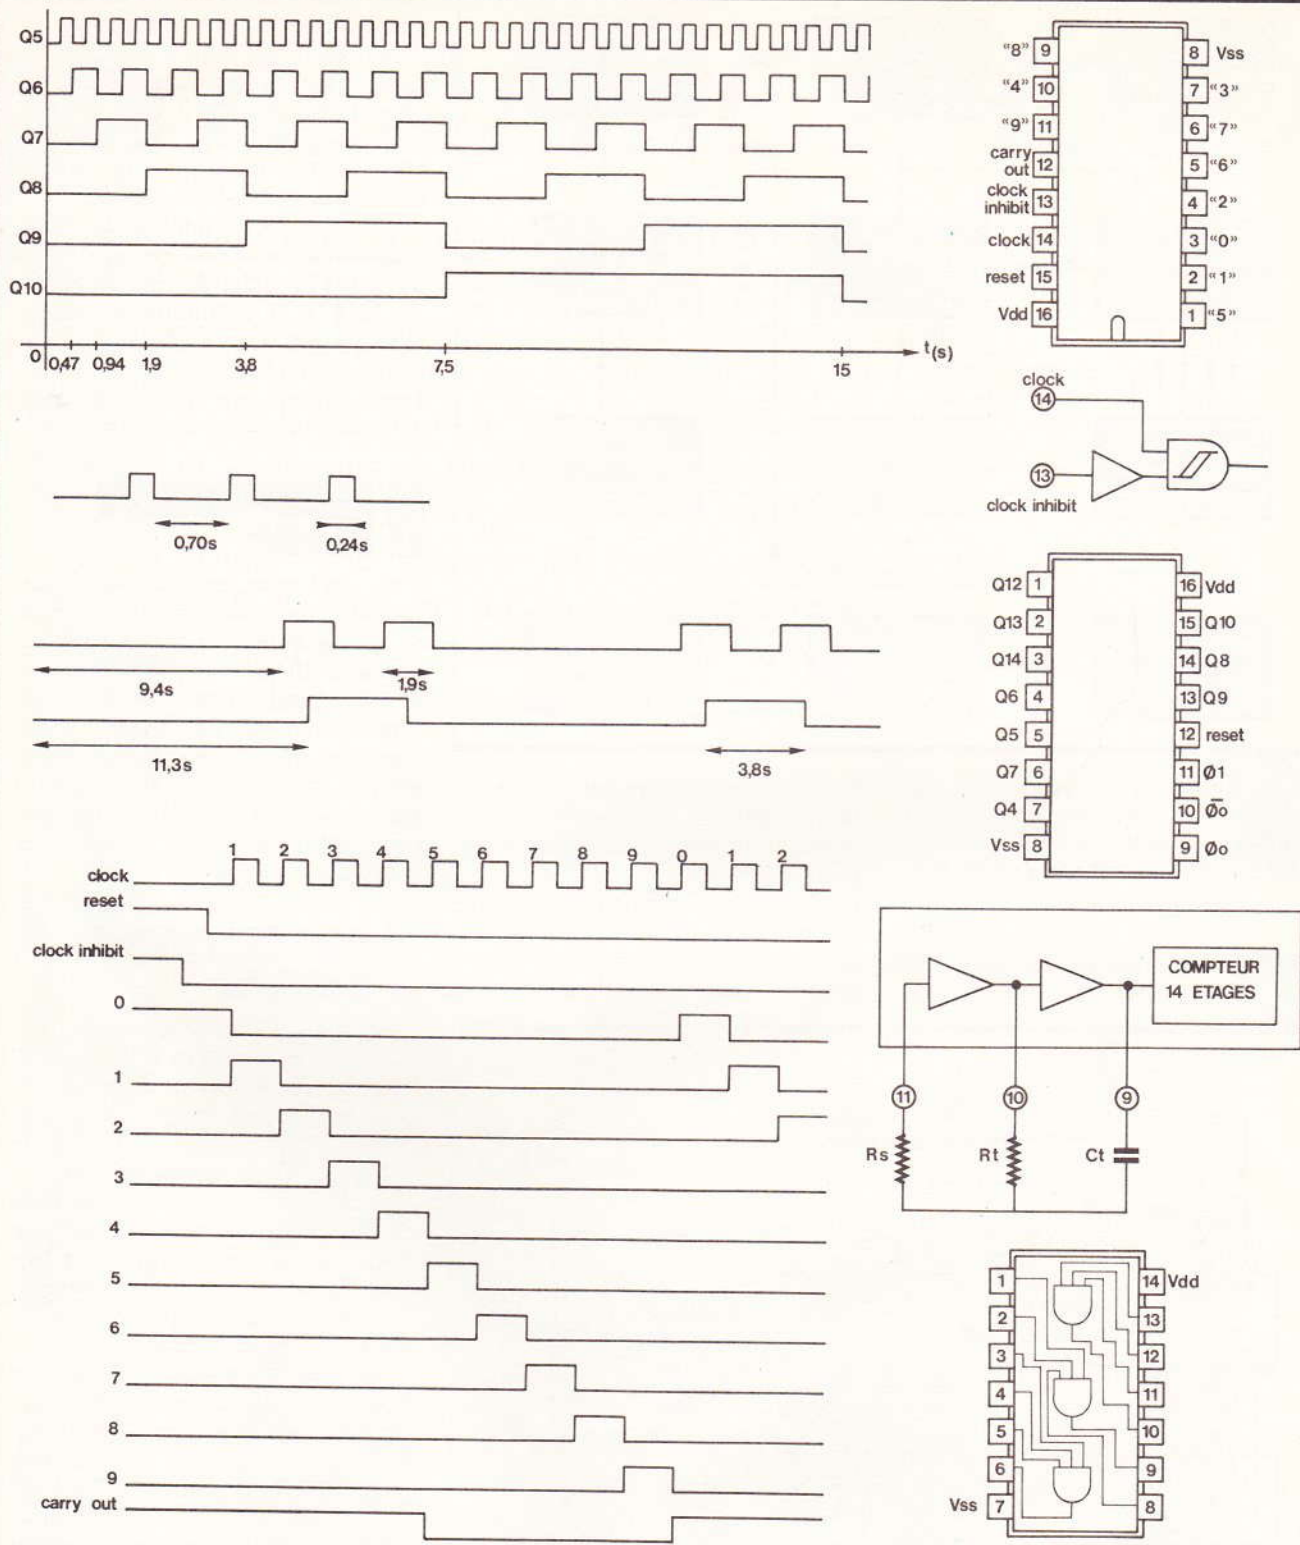 Q5
Q6
Q7
Q8
Q9
Q10
0 0,47 0,94 1,9 3,8 7,5 15 t(s)
0,70s 0,24s
9,4s 1,9s
11,3s 3,8s
1 2 3 4 5 6 7 8 9 0 1 2
clock
reset
clock inhibit
0
1
2
3
4
5
6
7
8
9
carry out
"8" 9 8 Vss
"4" 10 7 "3"
"9" 11 6 "7"
carry out 12 5 "6"
clock inhibit 13 4 "2"
clock 14 3 "0"
reset 15 2 "1"
Vdd 16 1 "5"
clock
14
13
clock inhibit
Q12 1 16 Vdd
Q13 2 15 Q10
Q14 3 14 Q8
Q6 4 13 Q9
Q5 5 12 reset
Q7 6 11 Ø1
Q4 7 10 Ø̅o
Vss 8 9 Øo
COMPTEUR
14 ETAGES
11 10 9
Rs Rt Ct
1 14 Vdd
2 13
3 12
4 11
5 10
6 9
Vss 7 8